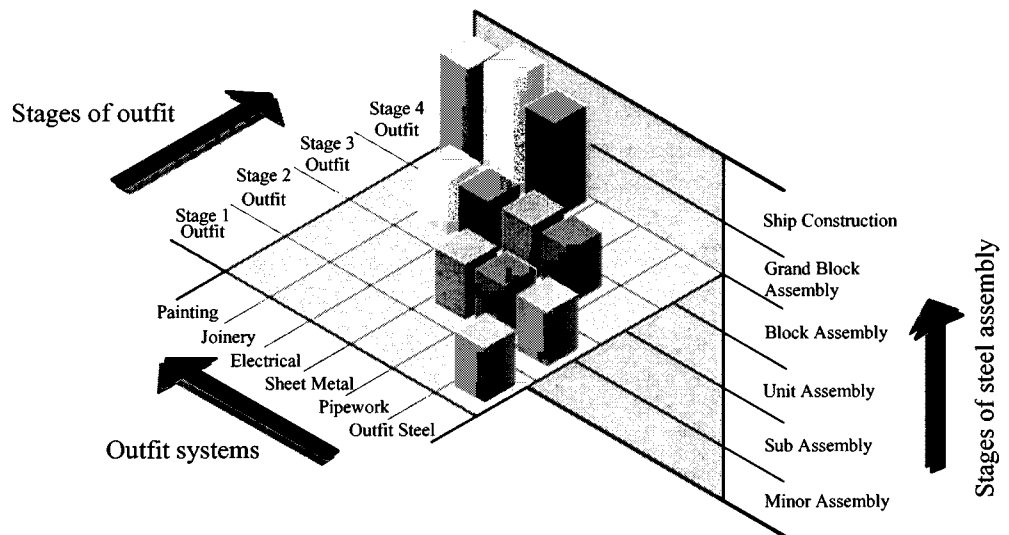 Stages of outfit
Stage 4
Outfit
Stage 3
Outfit
Stage 2
Outfit
Stage 1
Outfit
Painting
Joinery
Electrical
Sheet Metal
Pipework
Outfit Steel
Outfit systems
Ship Construction
Grand Block
Assembly
Block Assembly
Unit Assembly
Sub Assembly
Minor Assembly
Stages of steel assembly